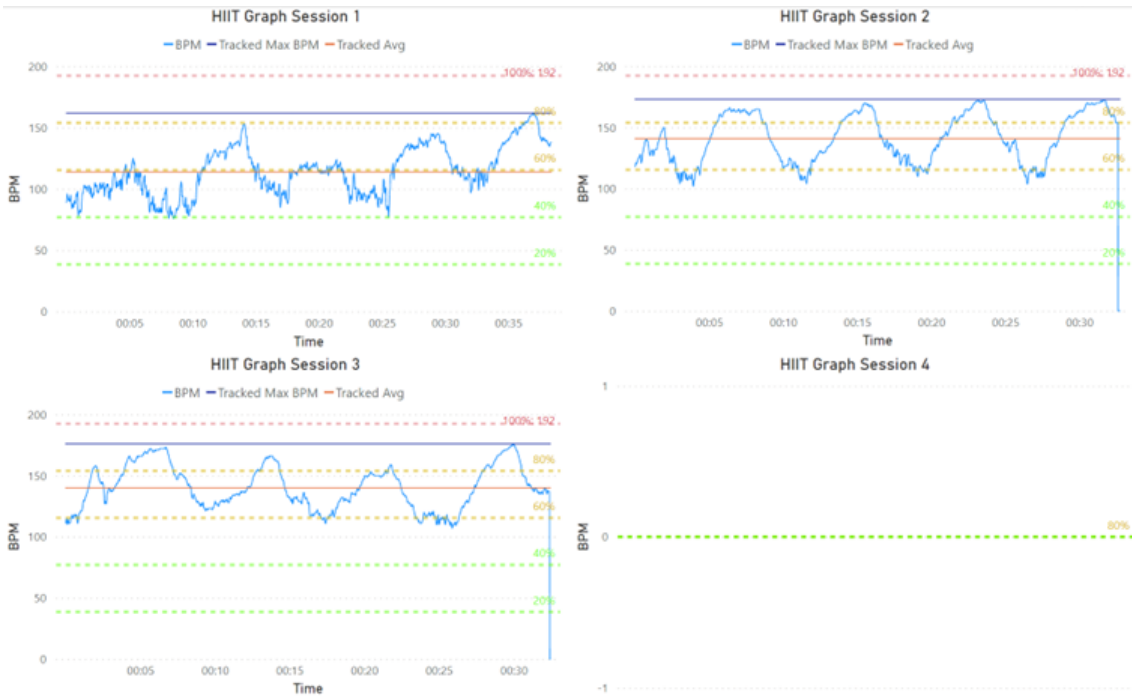 HIIT Graph Session 1
BPM Tracked Max BPM Tracked Avg
200
100%; 192
80%
150
60%
100
40%
50
20%
0
BPM
00:05 00:10 00:15 00:20 00:25 00:30 00:35
Time
HIIT Graph Session 2
BPM Tracked Max BPM Tracked Avg
200
100%; 192
80%
150
60%
100
40%
50
20%
0
BPM
00:05 00:10 00:15 00:20 00:25 00:30
Time
HIIT Graph Session 3
BPM Tracked Max BPM Tracked Avg
200
100%; 192
80%
150
60%
100
40%
50
20%
0
BPM
00:05 00:10 00:15 00:20 00:25 00:30
Time
HIIT Graph Session 4
1
80%
0
-1
BPM